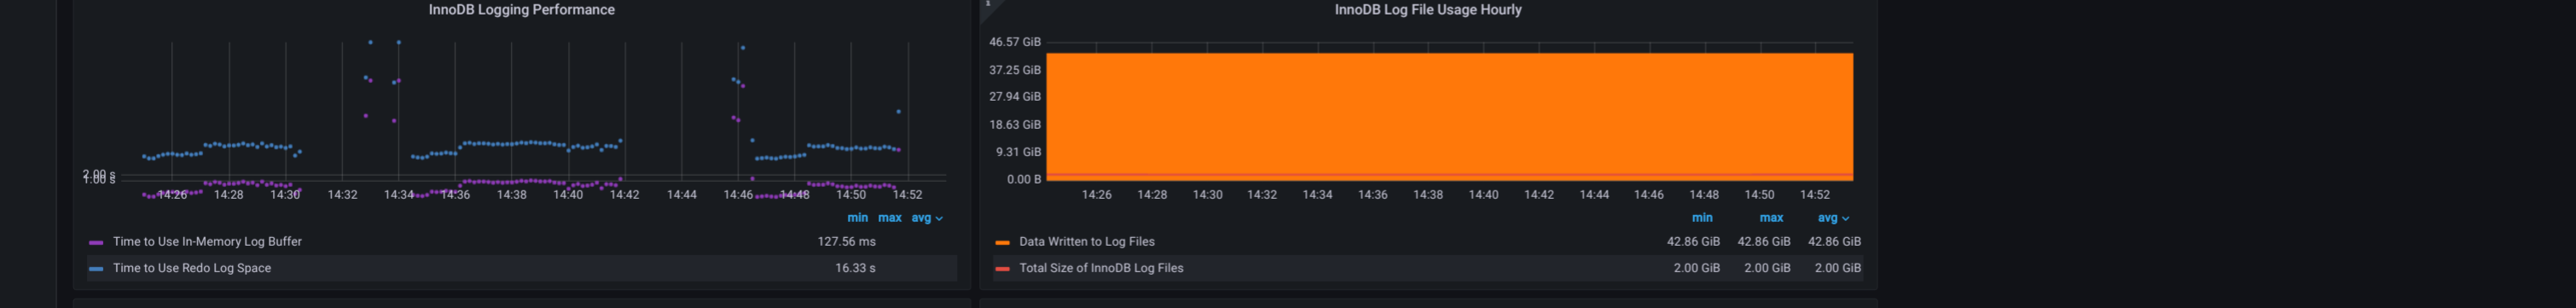 InnoDB Logging Performance
2.00 s
1.00 s
14:26 14:28 14:30 14:32 14:34 14:36 14:38 14:40 14:42 14:44 14:46 14:48 14:50 14:52
min max avg
Time to Use In-Memory Log Buffer 127.56 ms
Time to Use Redo Log Space 16.33 s
i
InnoDB Log File Usage Hourly
46.57 GiB
37.25 GiB
27.94 GiB
18.63 GiB
9.31 GiB
0.00 B
14:26 14:28 14:30 14:32 14:34 14:36 14:38 14:40 14:42 14:44 14:46 14:48 14:50 14:52
min max avg
Data Written to Log Files 42.86 GiB 42.86 GiB 42.86 GiB
Total Size of InnoDB Log Files 2.00 GiB 2.00 GiB 2.00 GiB